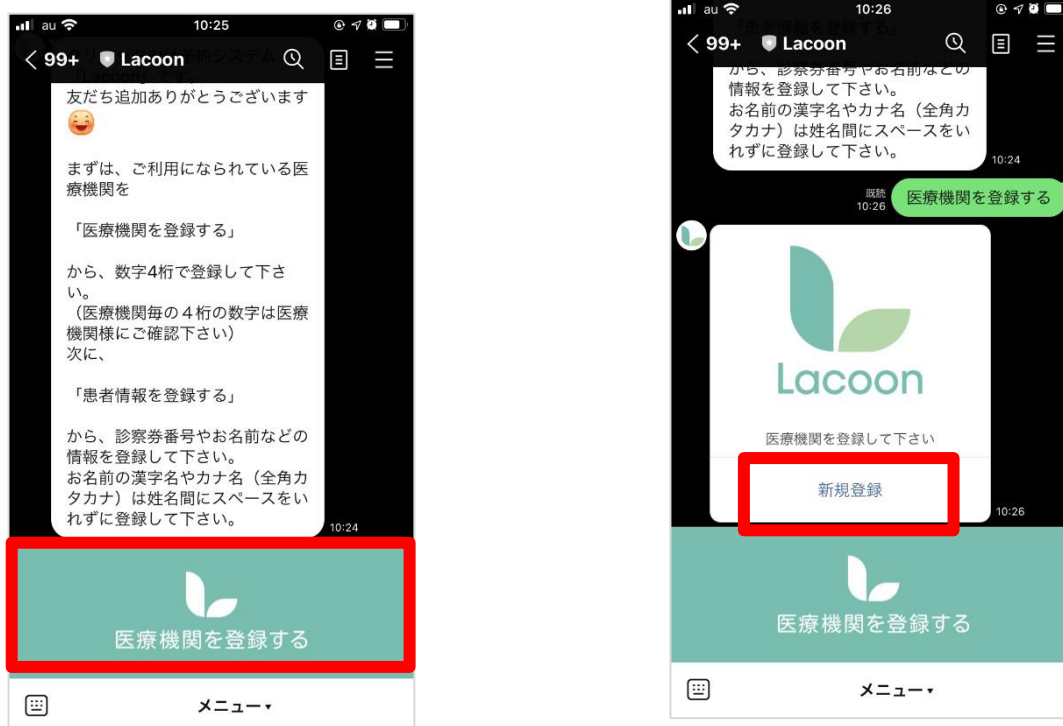 au
10:25
99+
Lacoon
「Lacoon」です。
友だち追加ありがとうございます
まずは、ご利用になられている医
療機関を
「医療機関を登録する」
から、数字4桁で登録して下さ
い。
（医療機関毎の４桁の数字は医療
機関様にご確認下さい）
次に、
「患者情報を登録する」
から、診察券番号やお名前などの
情報を登録して下さい。
お名前の漢字名やカナ名（全角カ
タカナ）は姓名間にスペースをい
れずに登録して下さい。
10:24
医療機関を登録する
メニュー▾
au
10:26
99+
Lacoon
「患者情報を登録する」
から、診察券番号やお名前などの
情報を登録して下さい。
お名前の漢字名やカナ名（全角カ
タカナ）は姓名間にスペースをい
れずに登録して下さい。
10:24
既読
10:26
医療機関を登録する
Lacoon
医療機関を登録して下さい
新規登録
10:26
医療機関を登録する
メニュー▾